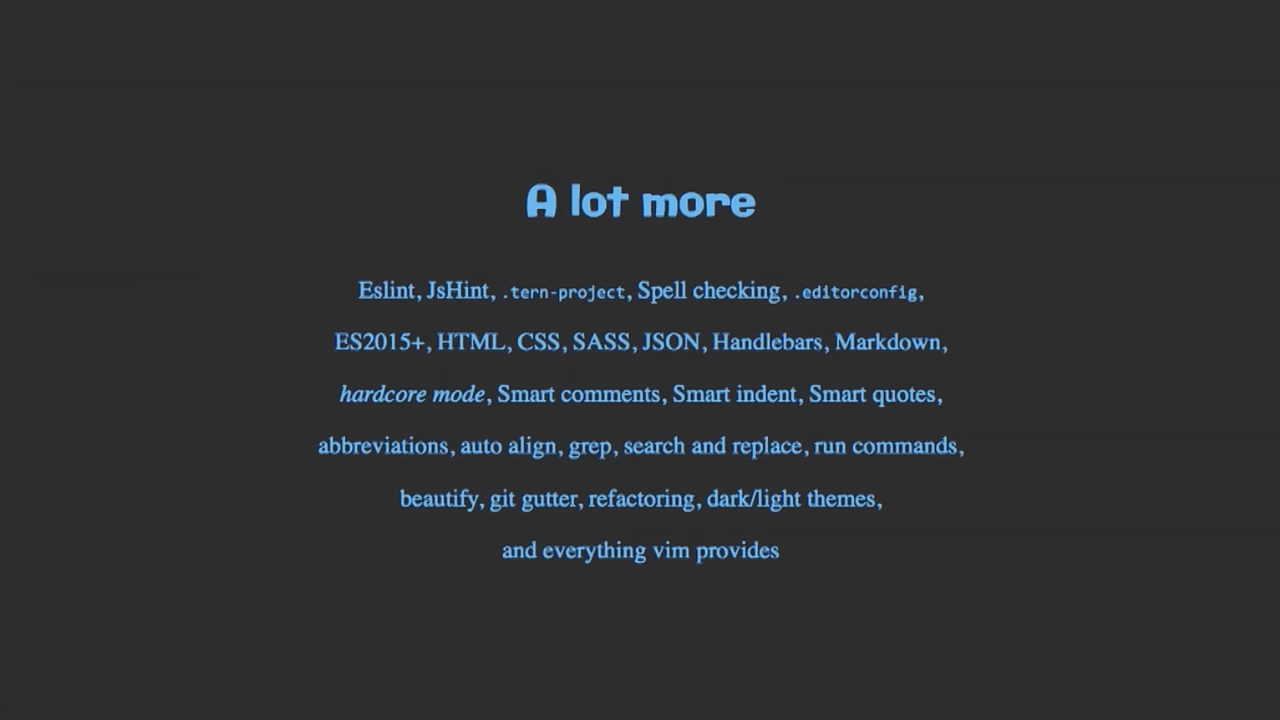 A lot more
Eslint, JsHint, .tern-project, Spell checking, .editorconfig,
ES2015+, HTML, CSS, SASS, JSON, Handlebars, Markdown,
hardcore mode, Smart comments, Smart indent, Smart quotes,
abbreviations, auto align, grep, search and replace, run commands,
beautify, git gutter, refactoring, dark/light themes,
and everything vim provides